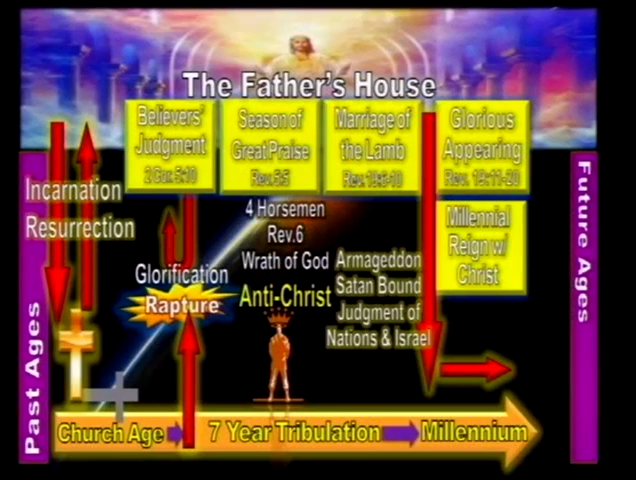 The Father's House
Believers'
Judgment
2 Cor. 5:10
Season of
Great Praise
Rev. 5:5
Marriage of
the Lamb
Rev. 19:6-10
Glorious
Appearing
Rev. 19:11-20
Incarnation
Resurrection
4 Horsemen
Rev.6
Wrath of God
Anti-Christ
Glorification
Rapture
Armageddon
Satan Bound
Judgment of
Nations & Israel
Millennial
Reign w/
Christ
Past Ages
Future Ages
Church Age
7 Year Tribulation
Millennium